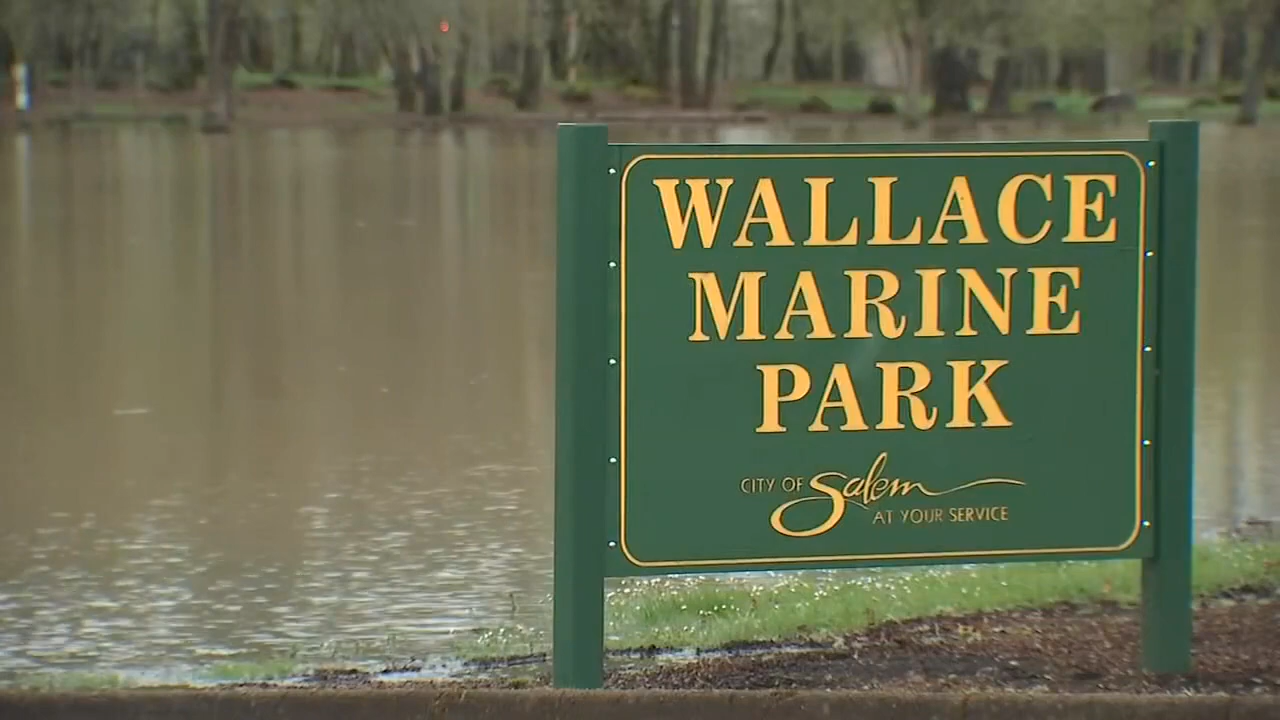 WALLACE
MARINE
PARK
CITY OF Salem
AT YOUR SERVICE